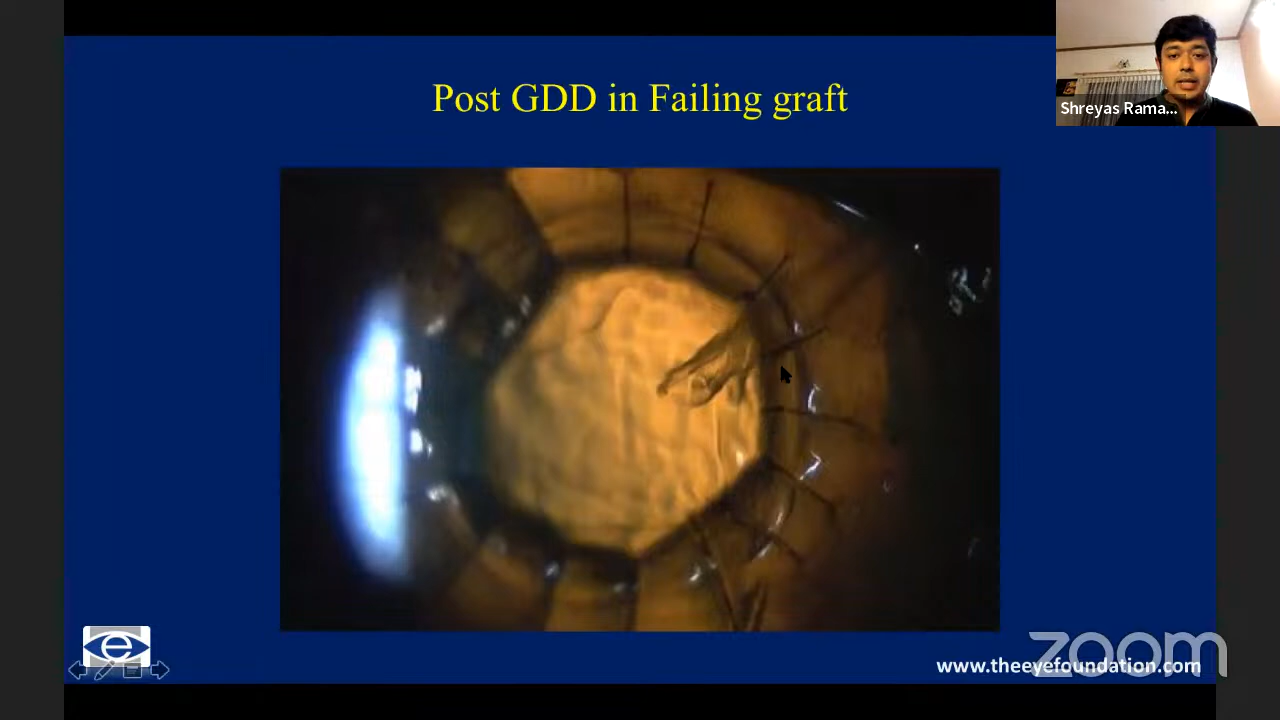 Post GDD in Failing graft
Shreyas Rama...
e
www.theeyefoundation.com
zoom